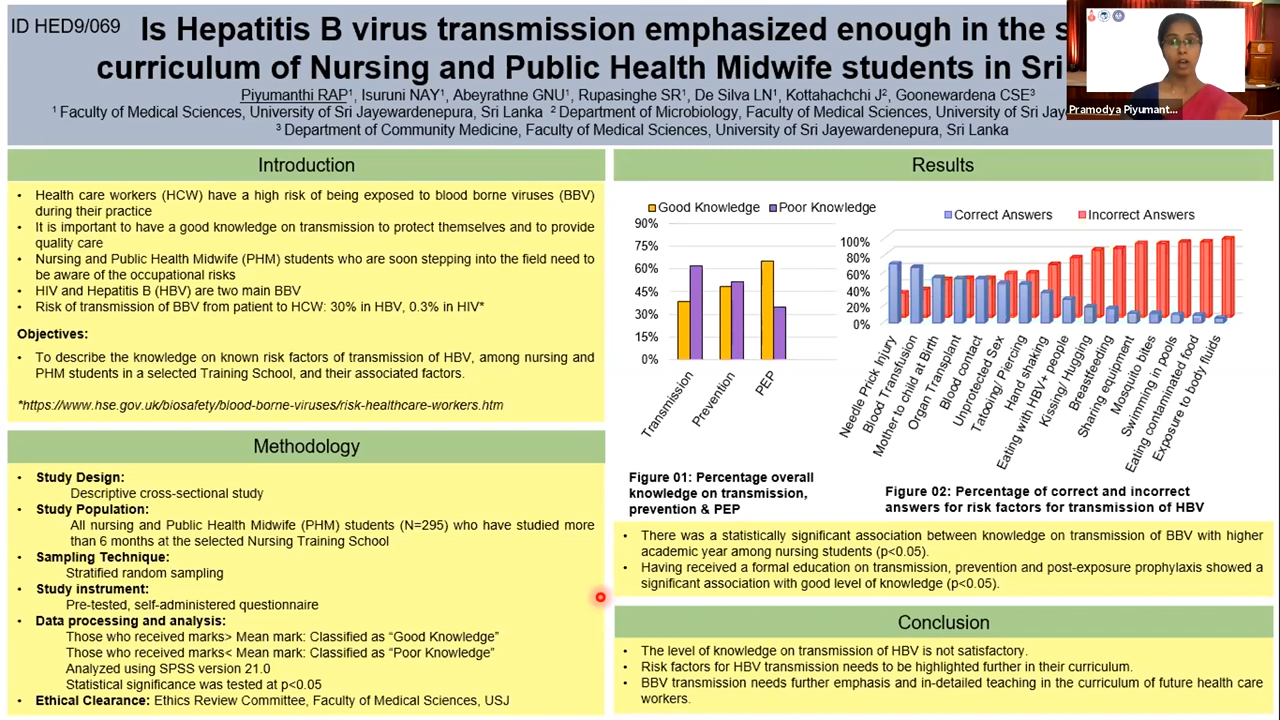 ID HED9/069
Is Hepatitis B virus transmission emphasized enough in the
curriculum of Nursing and Public Health Midwife students in Sri
Piyumanthi RAP¹, Isuruni NAY¹, Abeyrathne GNU¹, Rupasinghe SR¹, De Silva LN¹, Kottahachchi J², Goonewardena CSE³
¹ Faculty of Medical Sciences, University of Sri Jayewardenepura, Sri Lanka ² Department of Microbiology, Faculty of Medical Sciences, University of Sri
³ Department of Community Medicine, Faculty of Medical Sciences, University of Sri Jayewardenepura, Sri Lanka
Pramodya Piyumant...
Introduction
• Health care workers (HCW) have a high risk of being exposed to blood borne viruses (BBV)
during their practice
• It is important to have a good knowledge on transmission to protect themselves and to provide
quality care
• Nursing and Public Health Midwife (PHM) students who are soon stepping into the field need to
be aware of the occupational risks
• HIV and Hepatitis B (HBV) are two main BBV
• Risk of transmission of BBV from patient to HCW: 30% in HBV, 0.3% in HIV*
Objectives:
• To describe the knowledge on known risk factors of transmission of HBV, among nursing and
PHM students in a selected Training School, and their associated factors.
*https://www.hse.gov.uk/biosafety/blood-borne-viruses/risk-healthcare-workers.htm
Methodology
• Study Design:
Descriptive cross-sectional study
• Study Population:
All nursing and Public Health Midwife (PHM) students (N=295) who have studied more
than 6 months at the selected Nursing Training School
• Sampling Technique:
Stratified random sampling
• Study instrument:
Pre-tested, self-administered questionnaire
• Data processing and analysis:
Those who received marks> Mean mark: Classified as “Good Knowledge”
Those who received marks< Mean mark: Classified as “Poor Knowledge”
Analyzed using SPSS version 21.0
Statistical significance was tested at p<0.05
• Ethical Clearance: Ethics Review Committee, Faculty of Medical Sciences, USJ
Results
Good Knowledge Poor Knowledge
90%
75%
60%
45%
30%
15%
0%
Transmission
Prevention
PEP
Figure 01: Percentage overall
knowledge on transmission,
prevention & PEP
Correct Answers Incorrect Answers
100%
80%
60%
40%
20%
0%
Needle Prick Injury
Blood Transfusion
Mother to child at Birth
Organ Transplant
Blood contact
Unprotected Sex
Tatooing/ Piercing
Hand shaking
Eating with HBV+ people
Kissing/ Hugging
Breastfeeding
Sharing equipment
Mosquito bites
Swimming in pools
Eating contaminated food
Exposure to body fluids
Figure 02: Percentage of correct and incorrect
answers for risk factors for transmission of HBV
• There was a statistically significant association between knowledge on transmission of BBV with higher
academic year among nursing students (p<0.05).
• Having received a formal education on transmission, prevention and post-exposure prophylaxis showed a
significant association with good level of knowledge (p<0.05).
Conclusion
• The level of knowledge on transmission of HBV is not satisfactory.
• Risk factors for HBV transmission needs to be highlighted further in their curriculum.
• BBV transmission needs further emphasis and in-detailed teaching in the curriculum of future health care
workers.